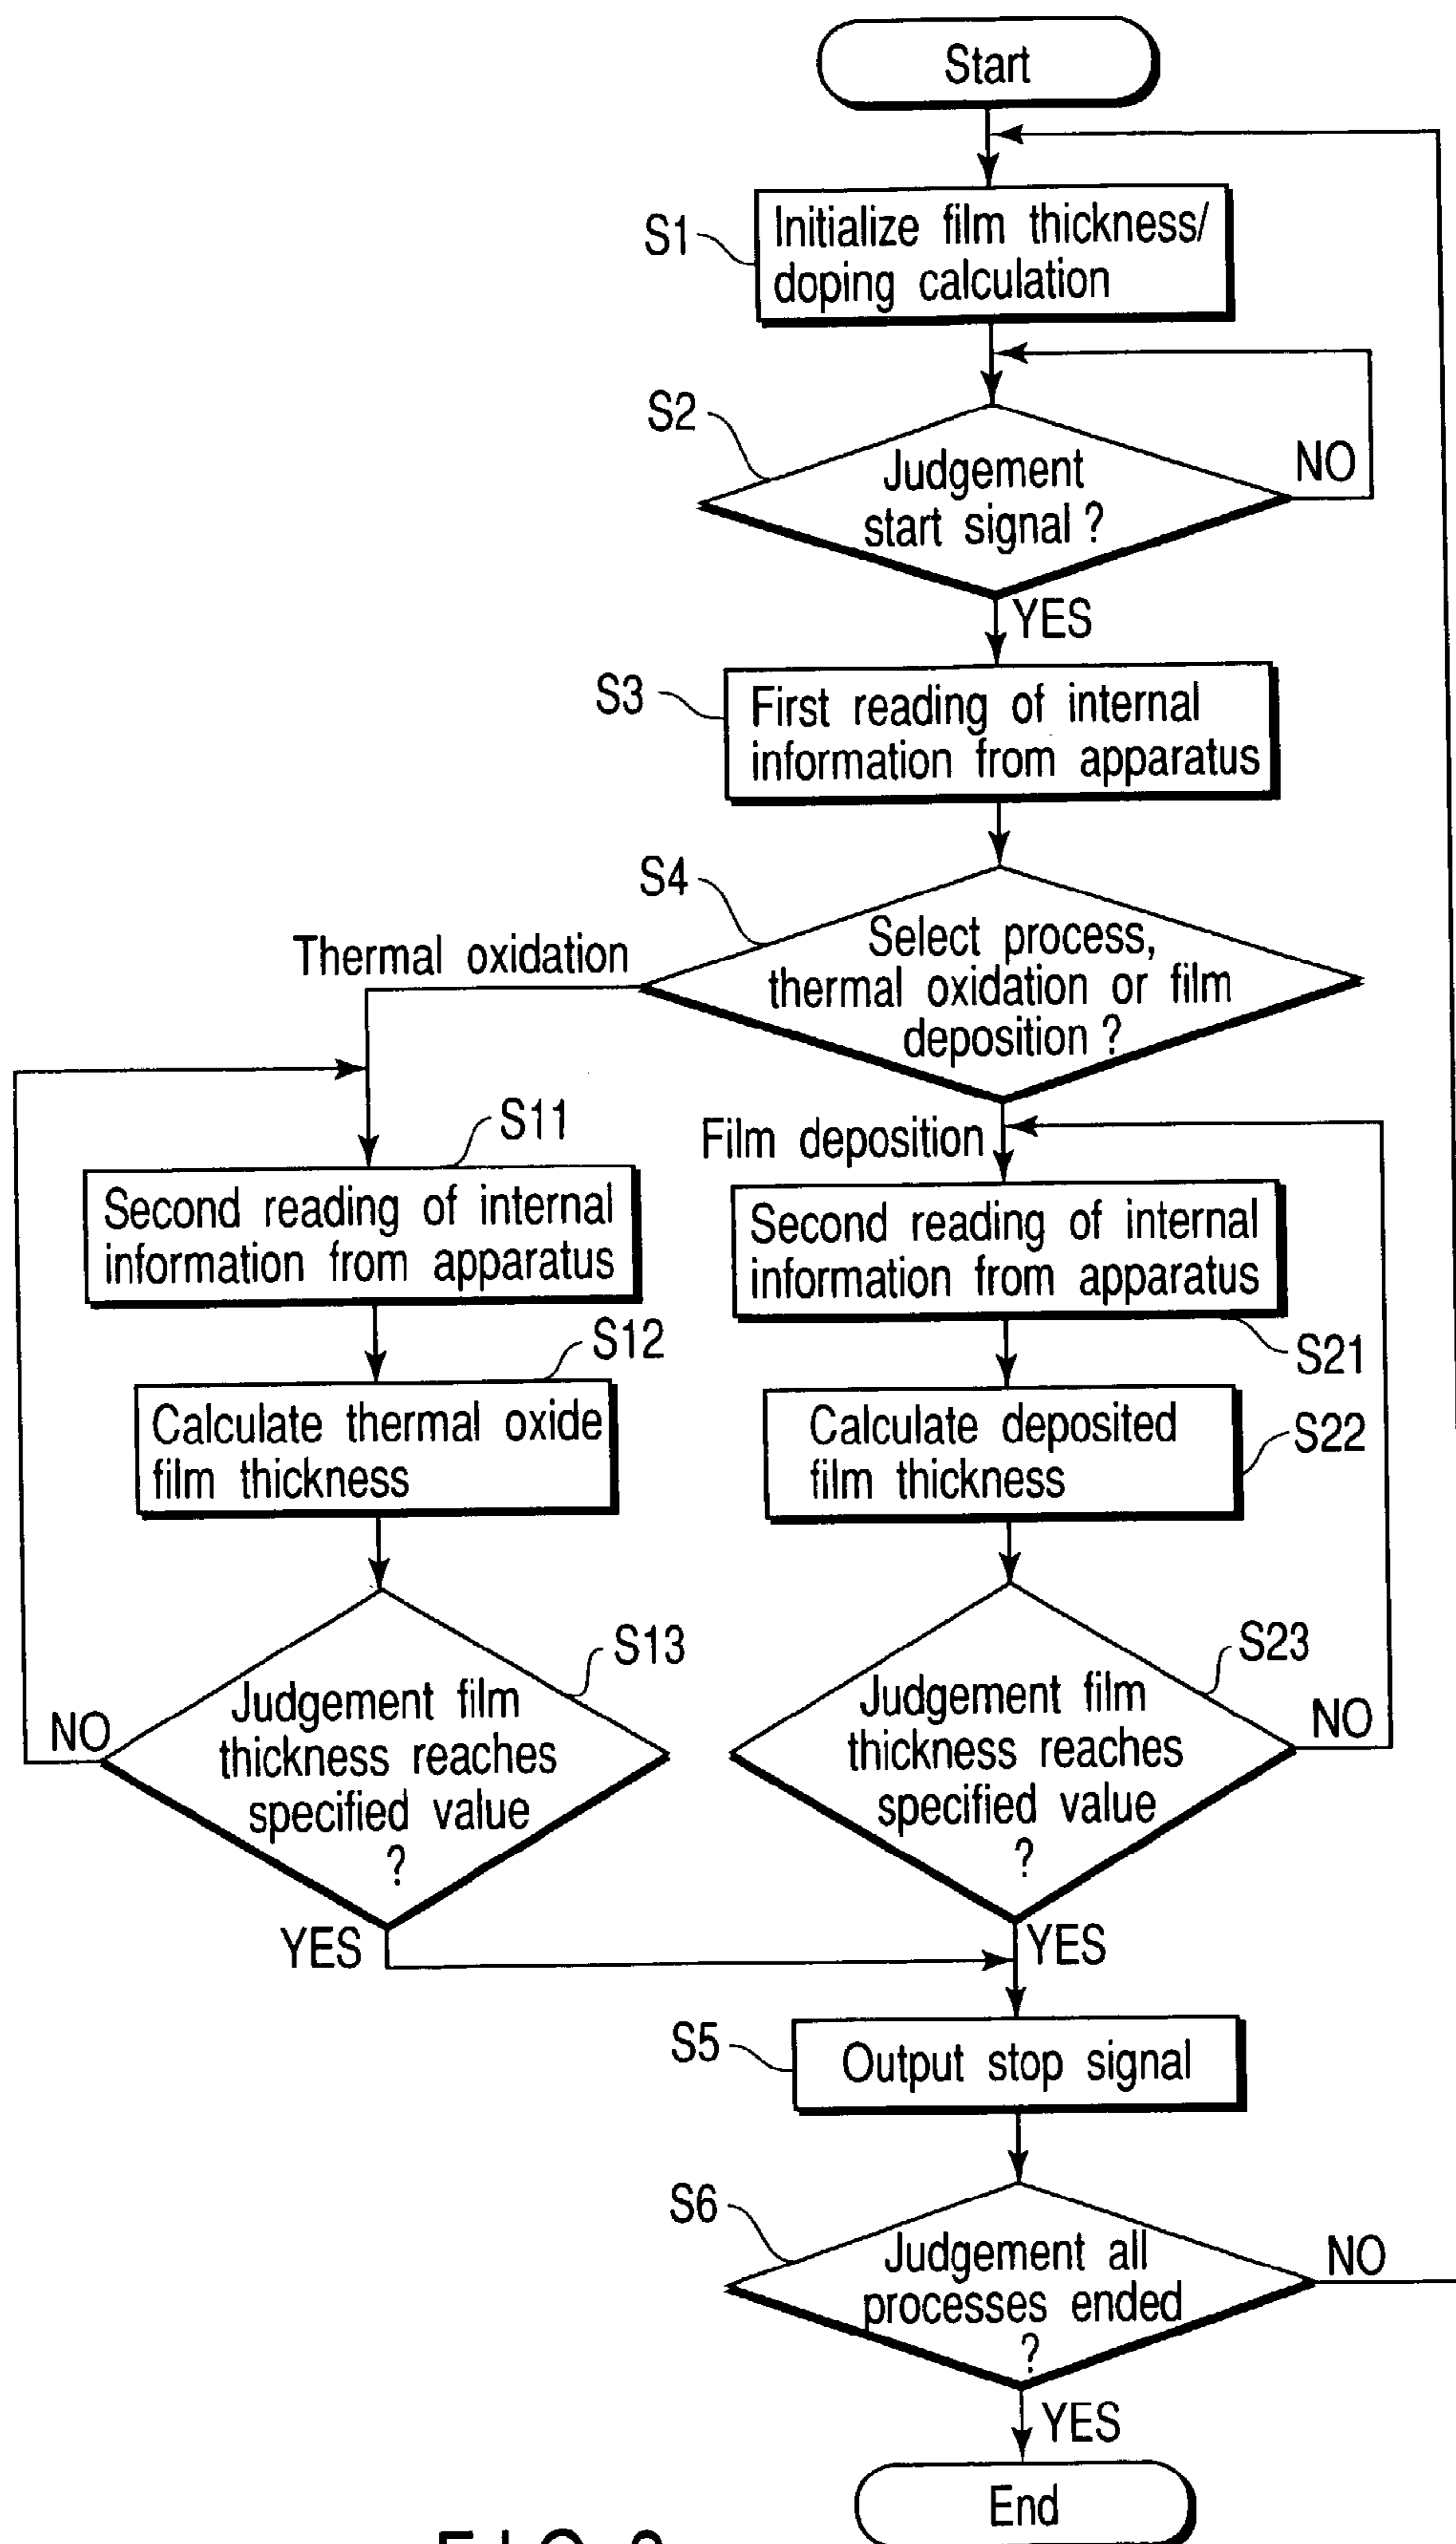 Start
S1
Initialize film thickness/
doping calculation
S2
Judgement
start signal ?
NO
YES
S3
First reading of internal
information from apparatus
S4
Select process,
thermal oxidation or film
deposition ?
Thermal oxidation
Film deposition
S11
Second reading of internal
information from apparatus
S12
Calculate thermal oxide
film thickness
S13
Judgement film
thickness reaches
specified value
?
NO
YES
Second reading of internal
information from apparatus
S21
Calculate deposited
film thickness
S22
S23
Judgement film
thickness reaches
specified value
?
NO
YES
S5
Output stop signal
S6
Judgement all
processes ended
?
NO
YES
End